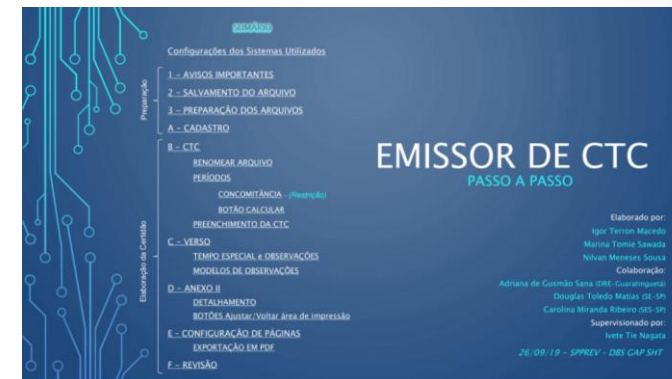 SUMÁRIO
Configurações dos Sistemas Utilizados
Preparação
1 - AVISOS IMPORTANTES
2 - SALVAMENTO DO ARQUIVO
3 - PREPARAÇÃO DOS ARQUIVOS
A - CADASTRO
Elaboração da Certidão
B - CTC
RENOMEAR ARQUIVO
PERÍODOS
CONCOMITÂNCIA - (Restrição)
BOTÃO CALCULAR
PREENCHIMENTO DA CTC
C - VERSO
TEMPO ESPECIAL e OBSERVAÇÕES
MODELOS DE OBSERVAÇÕES
D - ANEXO II
DETALHAMENTO
BOTÕES Ajustar/Voltar área de impressão
E - CONFIGURAÇÃO DE PÁGINAS
EXPORTAÇÃO EM PDF
F - REVISÃO
EMISSOR DE CTC
PASSO A PASSO
Elaborado por:
Igor Terron Macedo
Marina Tomie Sawada
Nilvan Meneses Sousa
Colaboração:
Adriana de Gusmão Sana (DRE-Guaratinguetá)
Douglas Toledo Matias (SE-SP)
Carolina Miranda Ribeiro (SES-SP)
Supervisionado por:
Ivete Tie Nagata
26/09/19 - SPPREV - DBS GAP SHT